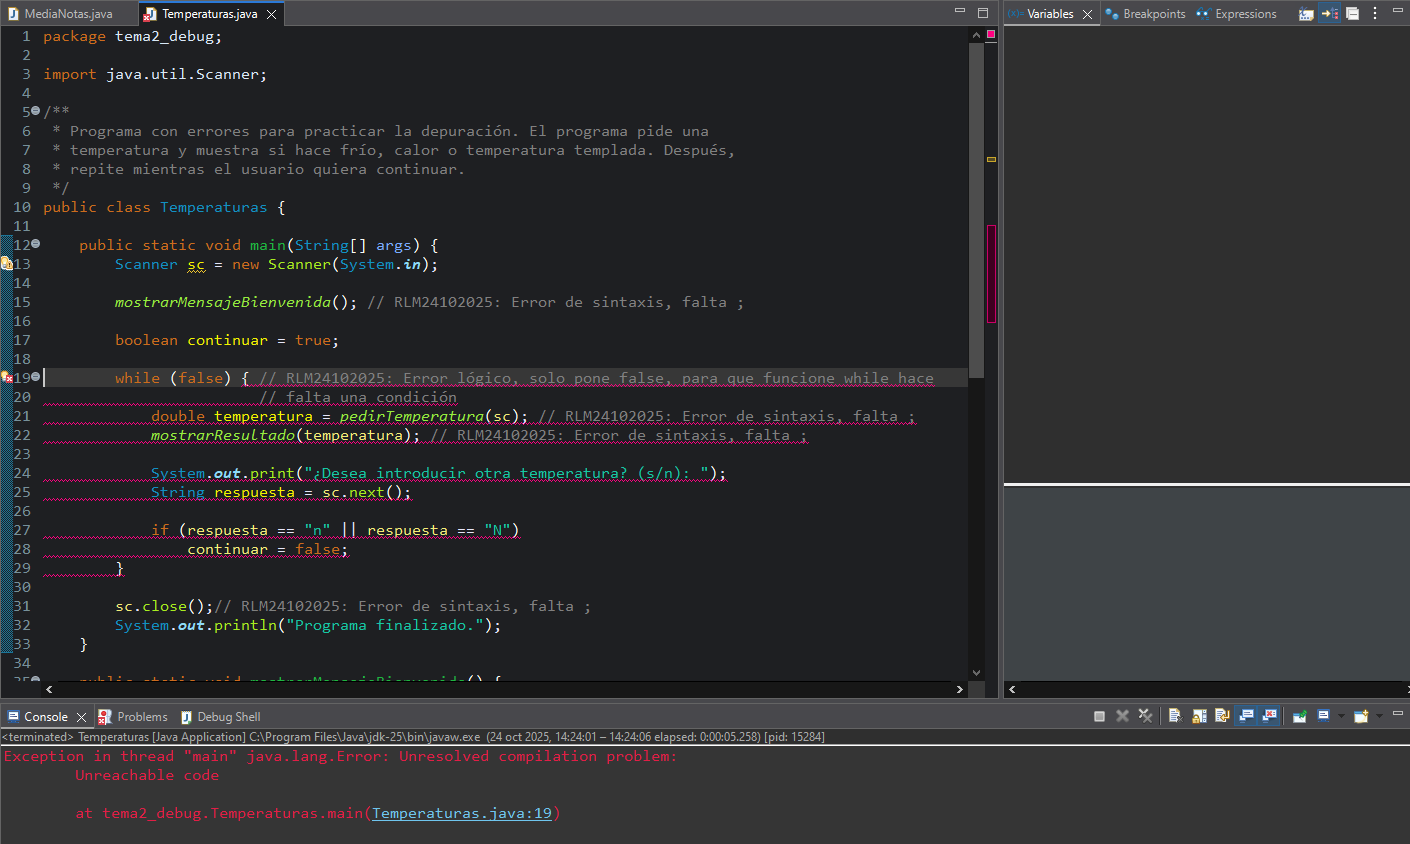 MediaNotas.java
Temperaturas.java
Variables
Breakpoints
Expressions
1 package tema2_debug;
2
3 import java.util.Scanner;
4
5 /**
6 * Programa con errores para practicar la depuración. El programa pide una
7 * temperatura y muestra si hace frío, calor o temperatura templada. Después,
8 * repite mientras el usuario quiera continuar.
9 */
10 public class Temperaturas {
11
12 public static void main(String[] args) {
13 Scanner sc = new Scanner(System.in);
14
15 mostrarMensajeBienvenida(); // RLM24102025: Error de sintaxis, falta ;
16
17 boolean continuar = true;
18
19 while (false) { // RLM24102025: Error lógico, solo pone false, para que funcione while hace
20 // falta una condición
21 double temperatura = pedirTemperatura(sc); // RLM24102025: Error de sintaxis, falta ;
22 mostrarResultado(temperatura); // RLM24102025: Error de sintaxis, falta ;
23
24 System.out.print("¿Desea introducir otra temperatura? (s/n): ");
25 String respuesta = sc.next();
26
27 if (respuesta == "n" || respuesta == "N")
28 continuar = false;
29 }
30
31 sc.close();// RLM24102025: Error de sintaxis, falta ;
32 System.out.println("Programa finalizado.");
33 }
34
35 public static void mostrarMensajeBienvenida() {
Console
Problems
Debug Shell
<terminated> Temperaturas [Java Application] C:\Program Files\Java\jdk-25\bin\javaw.exe (24 oct 2025, 14:24:01 – 14:24:06 elapsed: 0:00:05.258) [pid: 15284]
Exception in thread "main" java.lang.Error: Unresolved compilation problem:
Unreachable code
at tema2_debug.Temperaturas.main(Temperaturas.java:19)